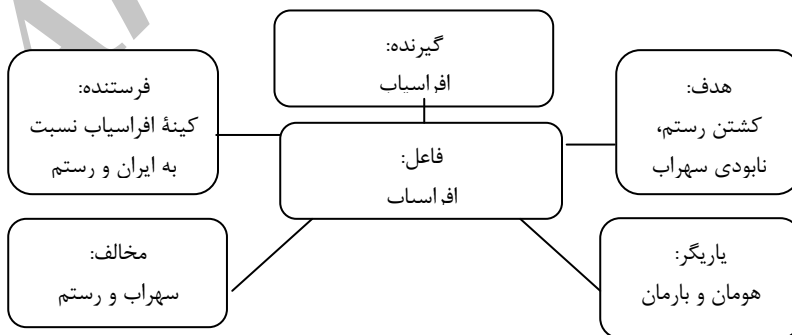 گیرنده:
افراسیاب
هدف:
کشتن رستم،
نابودی سهراب
فرستنده:
کینهٔ افراسیاب نسبت
به ایران و رستم
فاعل:
افراسیاب
یاریگر:
هومان و بارمان
مخالف:
سهراب و رستم